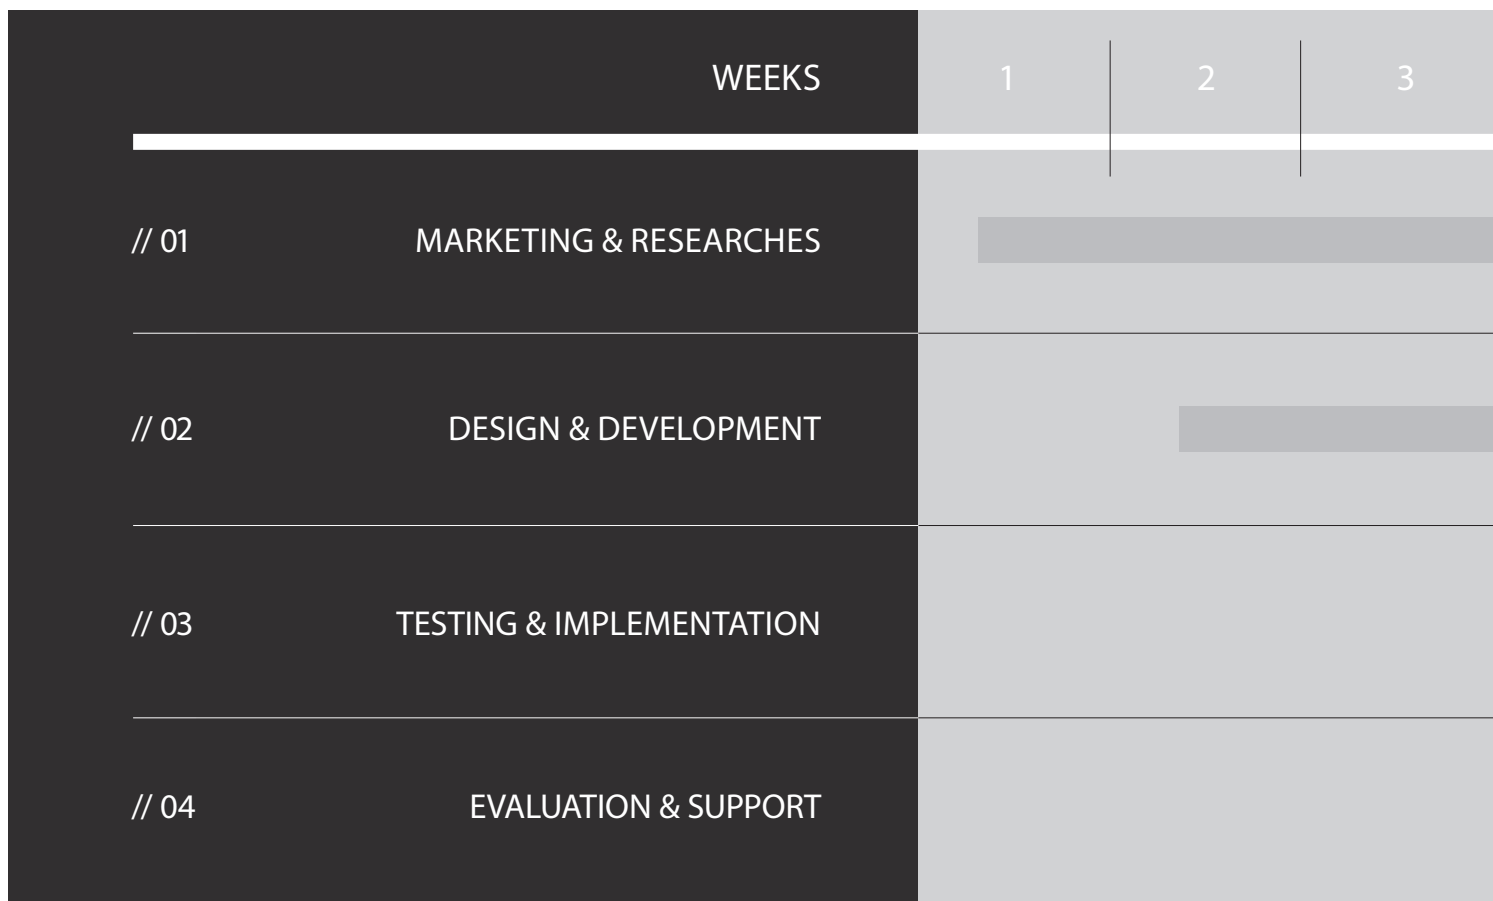 WEEKS 1 2 3
// 01 MARKETING & RESEARCHES
// 02 DESIGN & DEVELOPMENT
// 03 TESTING & IMPLEMENTATION
// 04 EVALUATION & SUPPORT